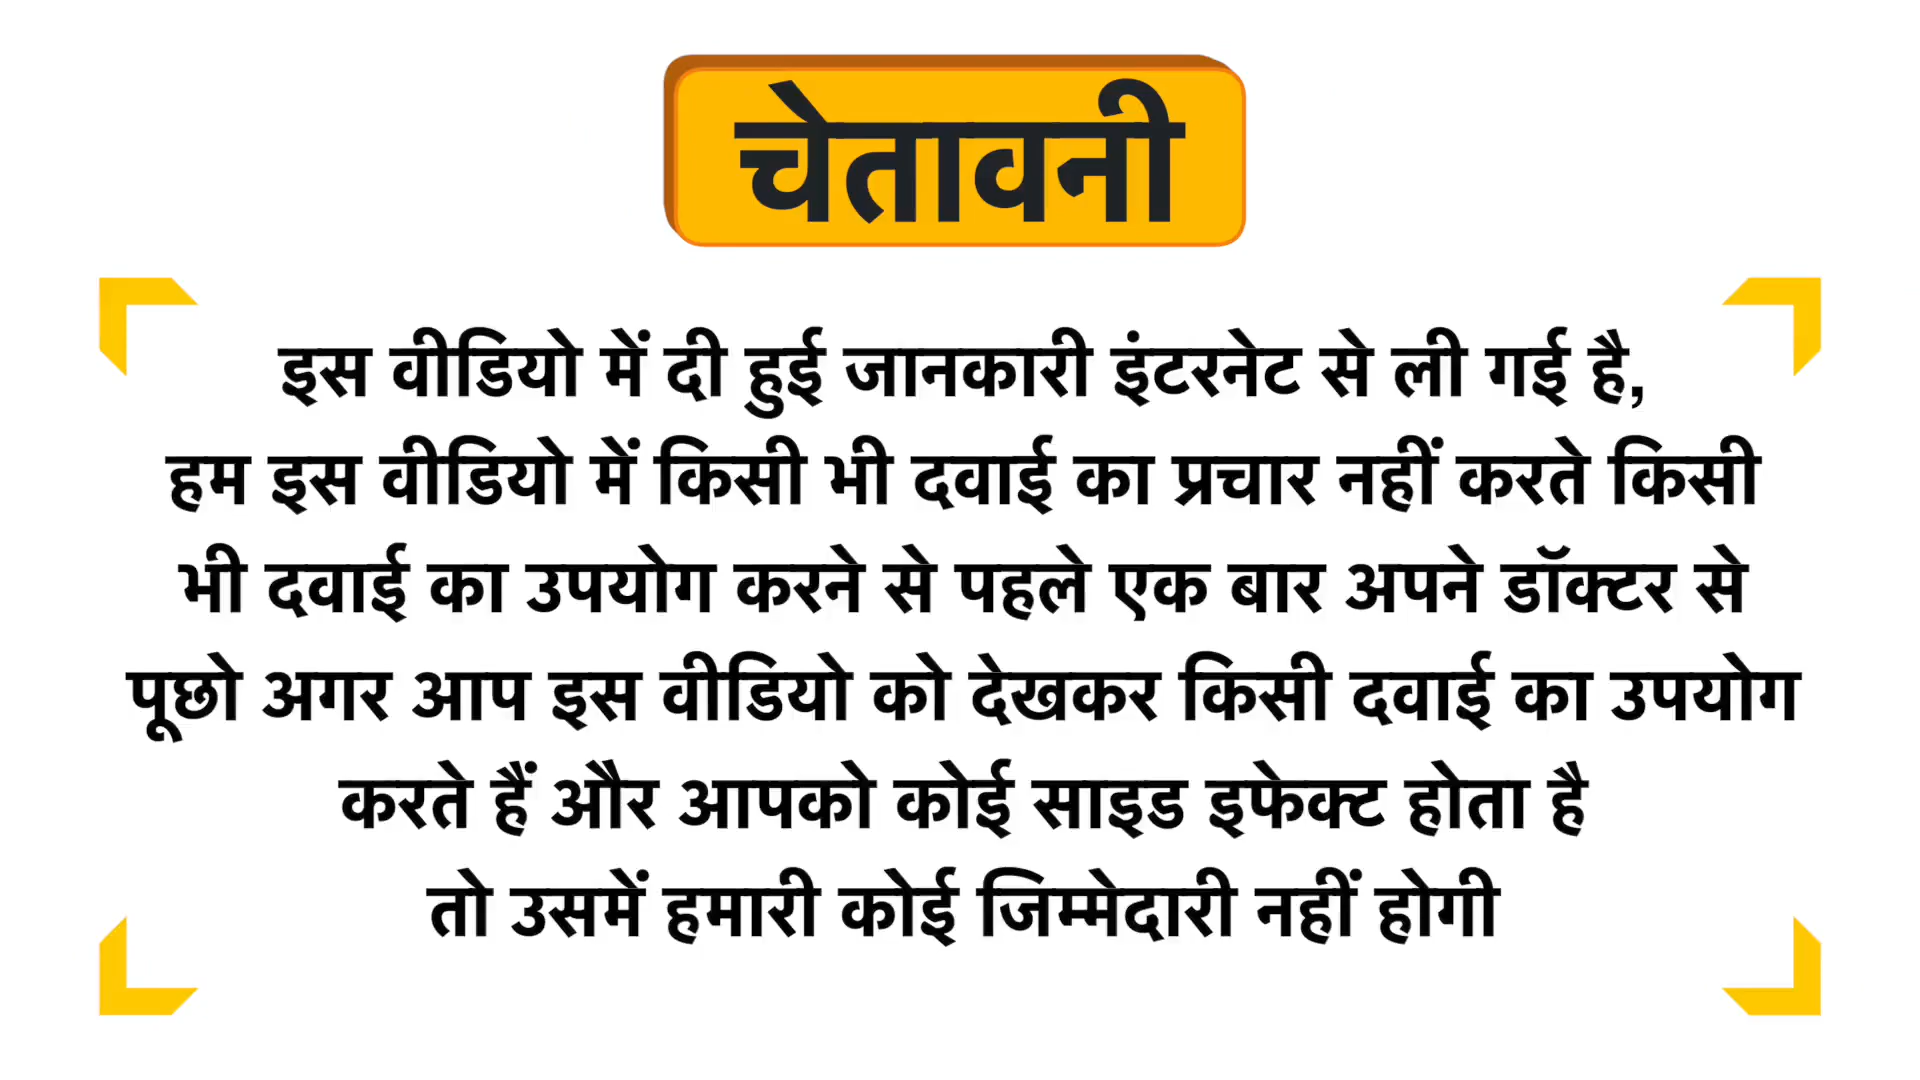 चेतावनी
इस वीडियो में दी हुई जानकारी इंटरनेट से ली गई है,
हम इस वीडियो में किसी भी दवाई का प्रचार नहीं करते किसी
भी दवाई का उपयोग करने से पहले एक बार अपने डॉक्टर से
पूछो अगर आप इस वीडियो को देखकर किसी दवाई का उपयोग
करते हैं और आपको कोई साइड इफेक्ट होता है
तो उसमें हमारी कोई जिम्मेदारी नहीं होगी